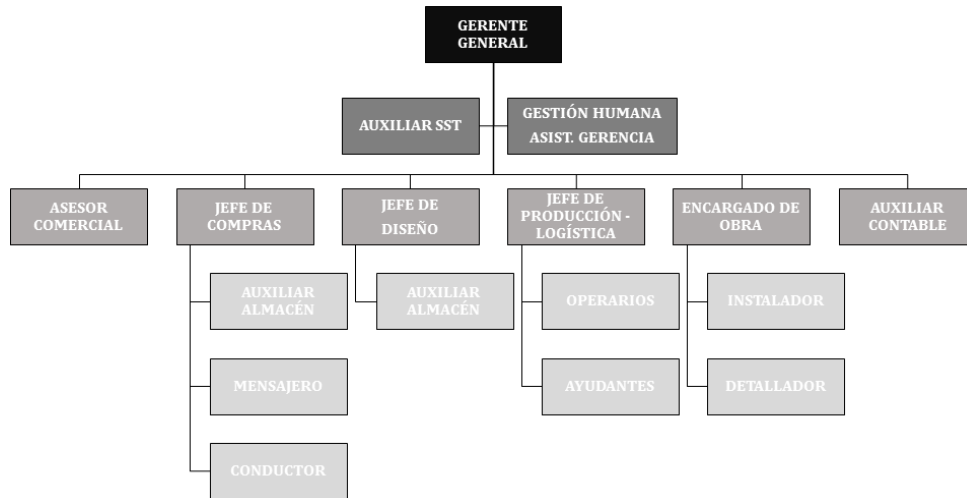 GERENTE
GENERAL
AUXILIAR SST
GESTIÓN HUMANA
ASIST. GERENCIA
ASESOR
COMERCIAL
JEFE DE
COMPRAS
JEFE DE
DISEÑO
JEFE DE
PRODUCCIÓN -
LOGÍSTICA
ENCARGADO DE
OBRA
AUXILIAR
CONTABLE
AUXILIAR
ALMACÉN
AUXILIAR
ALMACÉN
OPERARIOS
INSTALADOR
MENSAJERO
AYUDANTES
DETALLADOR
CONDUCTOR